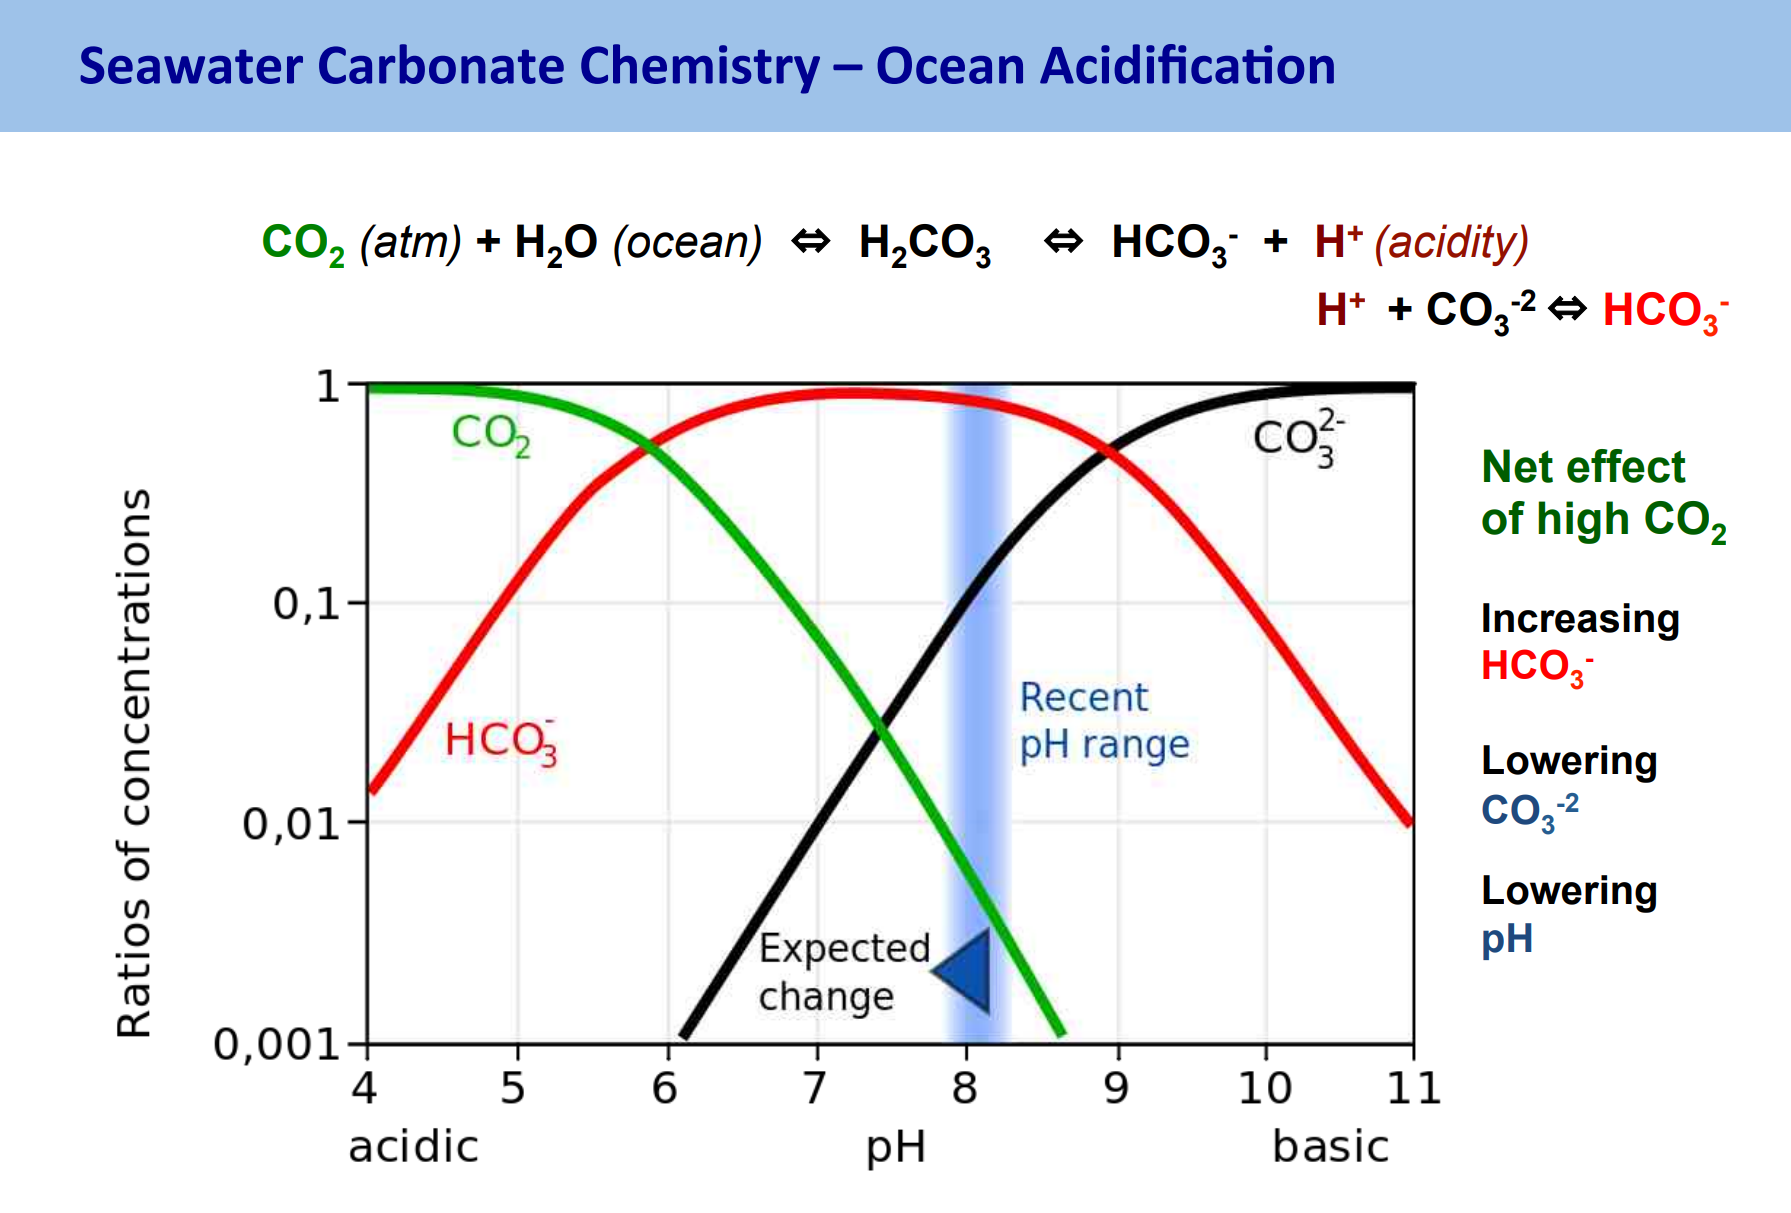 Seawater Carbonate Chemistry – Ocean Acidification
CO₂ (atm) + H₂O (ocean) ⇔ H₂CO₃ ⇔ HCO₃⁻ + H⁺ (acidity)
H⁺ + CO₃⁻² ⇔ HCO₃⁻
1
0,1
0,01
0,001
Ratios of concentrations
CO₂
HCO₃⁻
CO₃²⁻
Recent
pH range
Expected
change
4 5 6 7 8 9 10 11
acidic pH basic
Net effect
of high CO₂
Increasing
HCO₃⁻
Lowering
CO₃⁻²
Lowering
pH